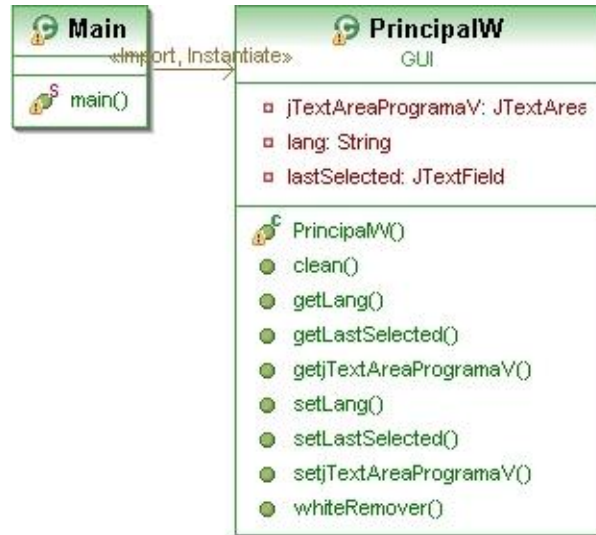 Main
«Import, Instantiate»
main()
PrincipalW
GUI
jTextAreaProgramaV: JTextArea
lang: String
lastSelected: JTextField
PrincipalW()
clean()
getLang()
getLastSelected()
getjTextAreaProgramaV()
setLang()
setLastSelected()
setjTextAreaProgramaV()
whiteRemover()